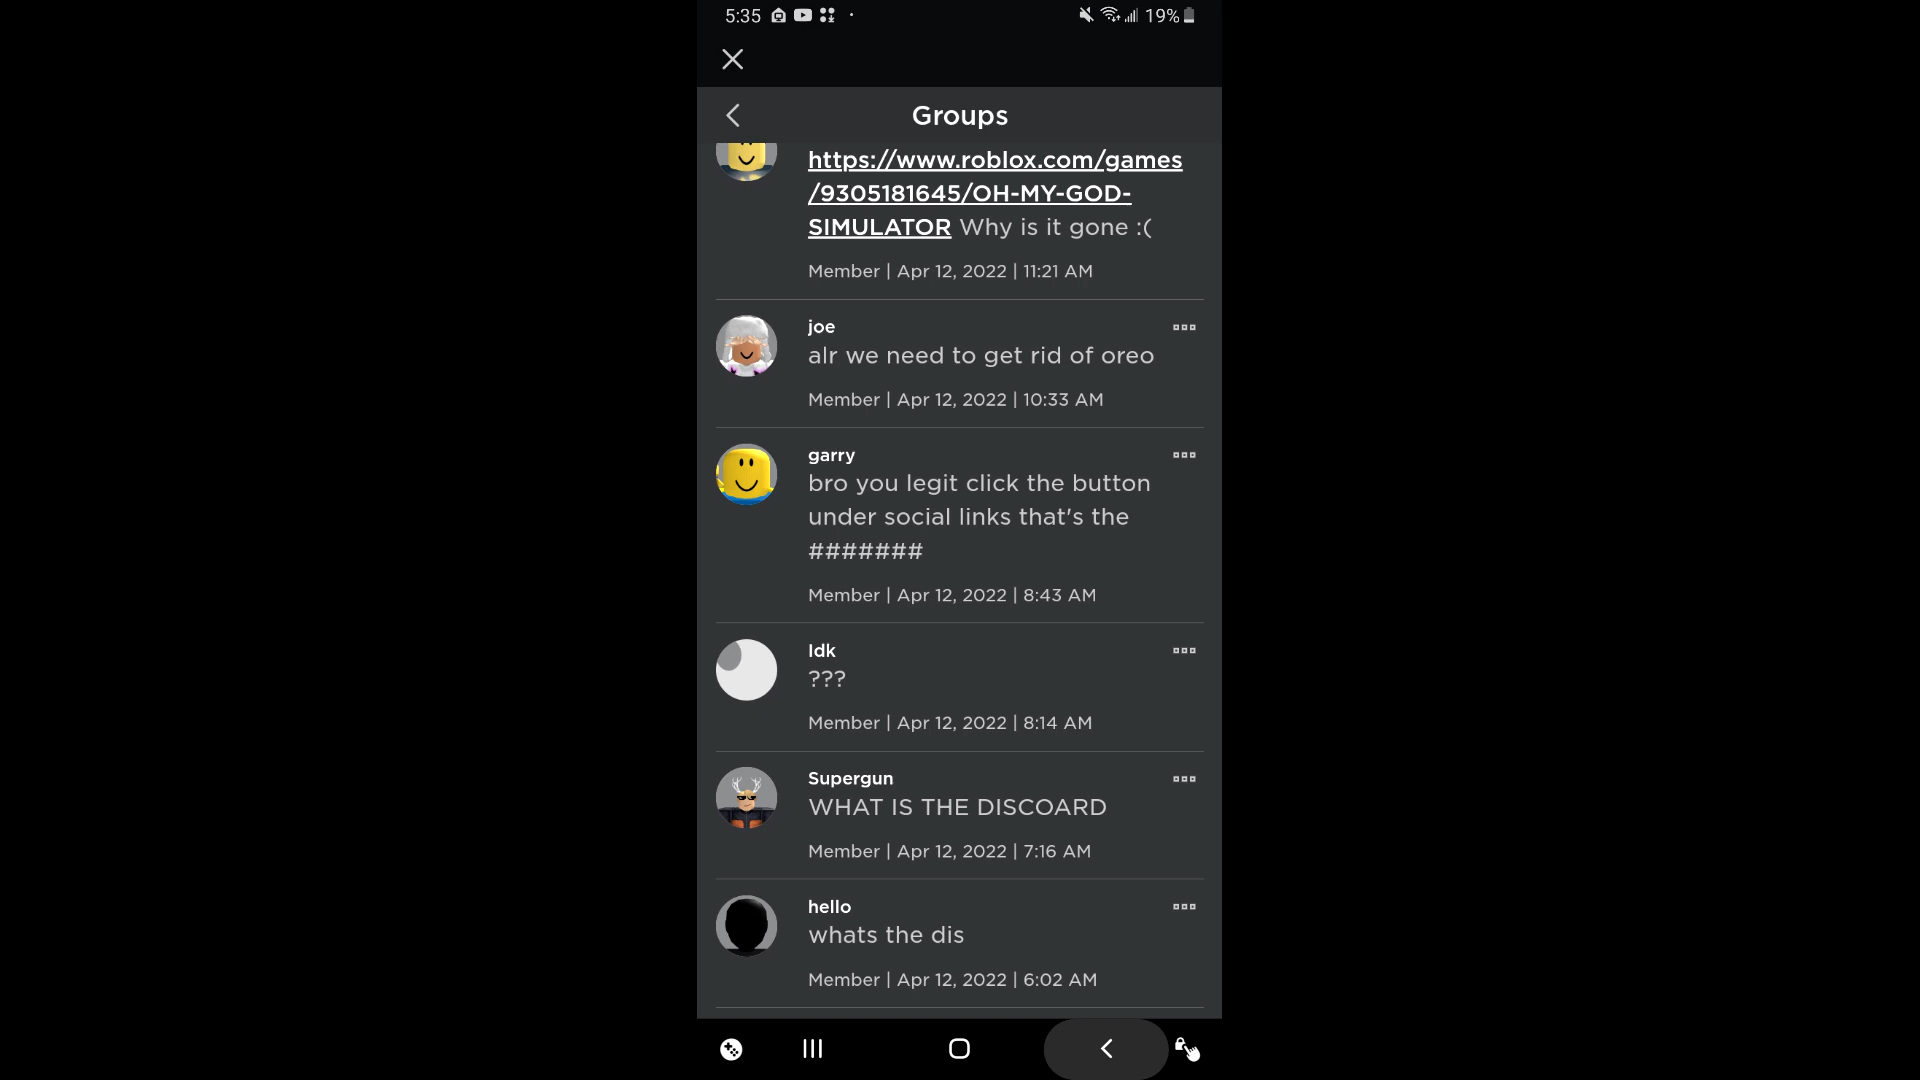 5:35
19%
Groups
https://www.roblox.com/games
/9305181645/OH-MY-GOD-
SIMULATOR Why is it gone :(
Member | Apr 12, 2022 | 11:21 AM
joe
alr we need to get rid of oreo
Member | Apr 12, 2022 | 10:33 AM
garry
bro you legit click the button
under social links that's the
#######
Member | Apr 12, 2022 | 8:43 AM
Idk
???
Member | Apr 12, 2022 | 8:14 AM
Supergun
WHAT IS THE DISCOARD
Member | Apr 12, 2022 | 7:16 AM
hello
whats the dis
Member | Apr 12, 2022 | 6:02 AM